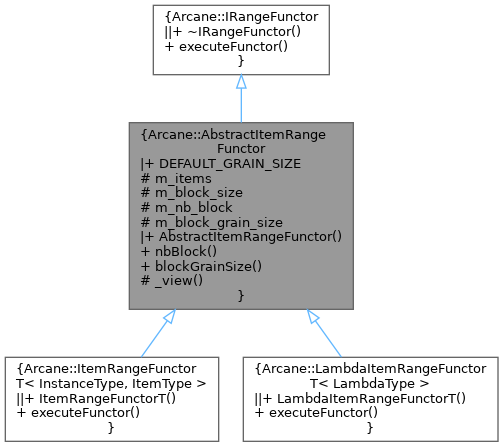 {Arcane::IRangeFunctor
||+ ~IRangeFunctor()
+ executeFunctor()
}
{Arcane::AbstractItemRange
Functor
|+ DEFAULT_GRAIN_SIZE
# m_items
# m_block_size
# m_nb_block
# m_block_grain_size
|+ AbstractItemRangeFunctor()
+ nbBlock()
+ blockGrainSize()
# _view()
}
{Arcane::ItemRangeFunctor
T< InstanceType, ItemType >
||+ ItemRangeFunctorT()
+ executeFunctor()
}
{Arcane::LambdaItemRangeFunctor
T< LambdaType >
||+ LambdaItemRangeFunctorT()
+ executeFunctor()
}